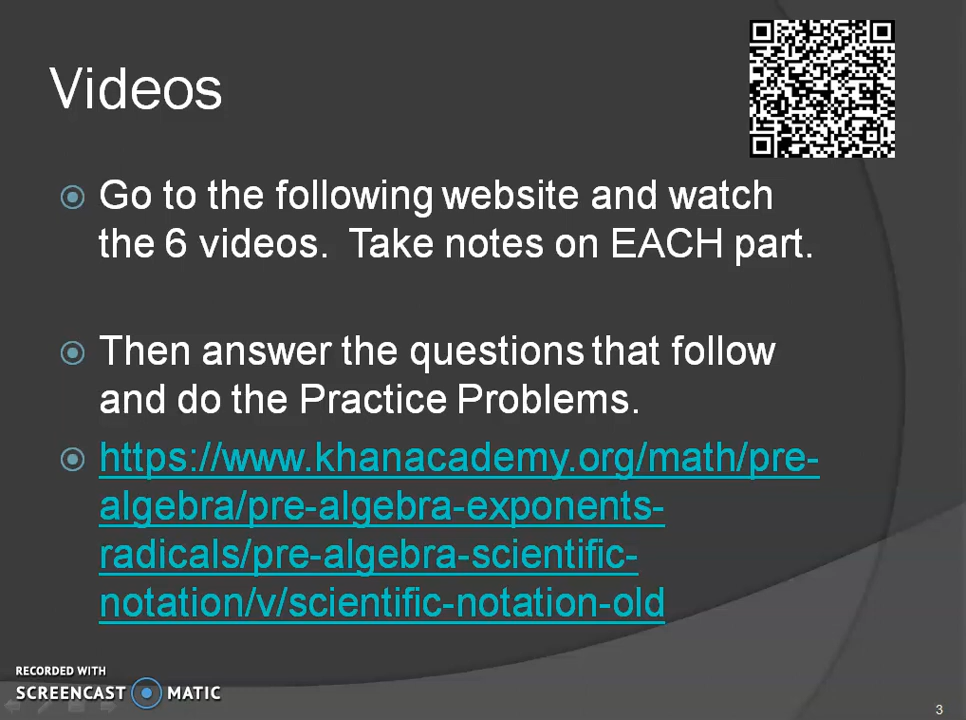 Videos
Go to the following website and watch
the 6 videos.  Take notes on EACH part.
Then answer the questions that follow
and do the Practice Problems.
https://www.khanacademy.org/math/pre-
algebra/pre-algebra-exponents-
radicals/pre-algebra-scientific-
notation/v/scientific-notation-old
RECORDED WITH
SCREENCAST MATIC
3